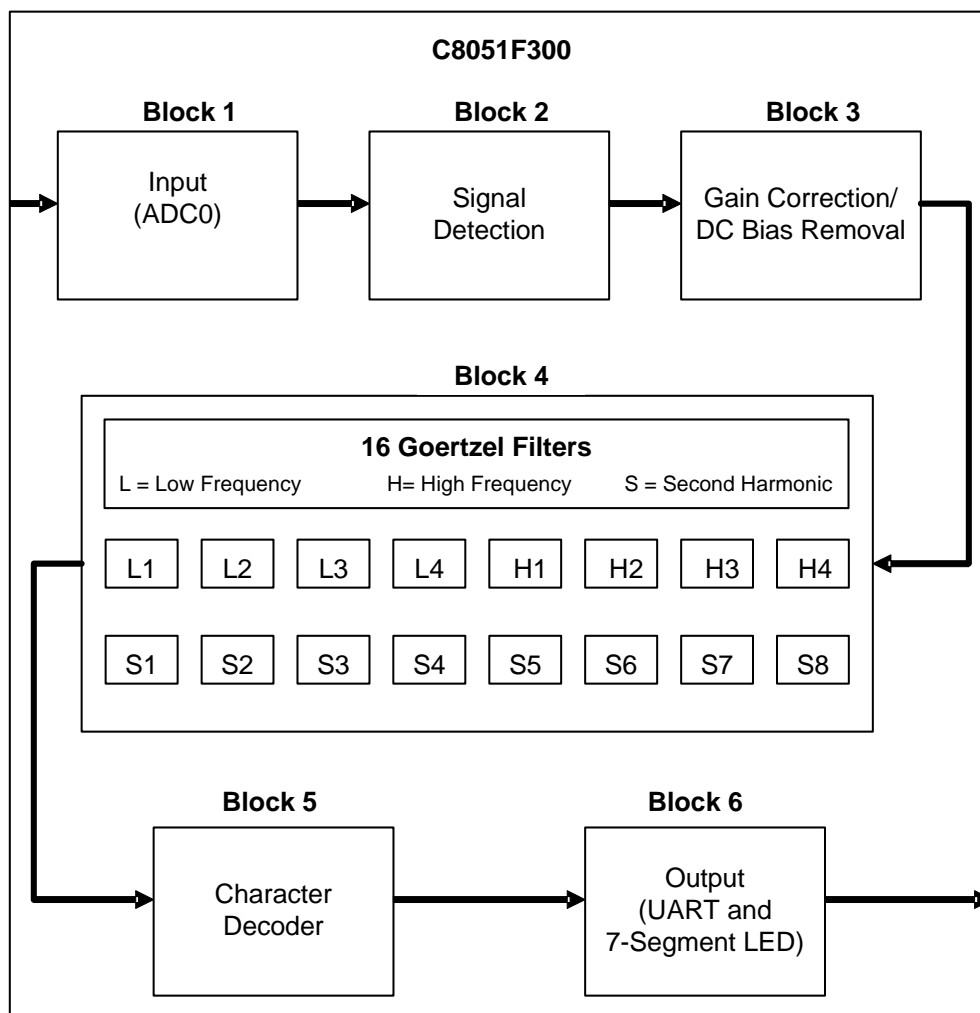 C8051F300
Block 1
Block 2
Block 3
Input
(ADC0)
Signal
Detection
Gain Correction/
DC Bias Removal
Block 4
16 Goertzel Filters
L = Low Frequency
H= High Frequency
S = Second Harmonic
L1 L2 L3 L4 H1 H2 H3 H4
S1 S2 S3 S4 S5 S6 S7 S8
Block 5
Block 6
Character
Decoder
Output
(UART and
7-Segment LED)